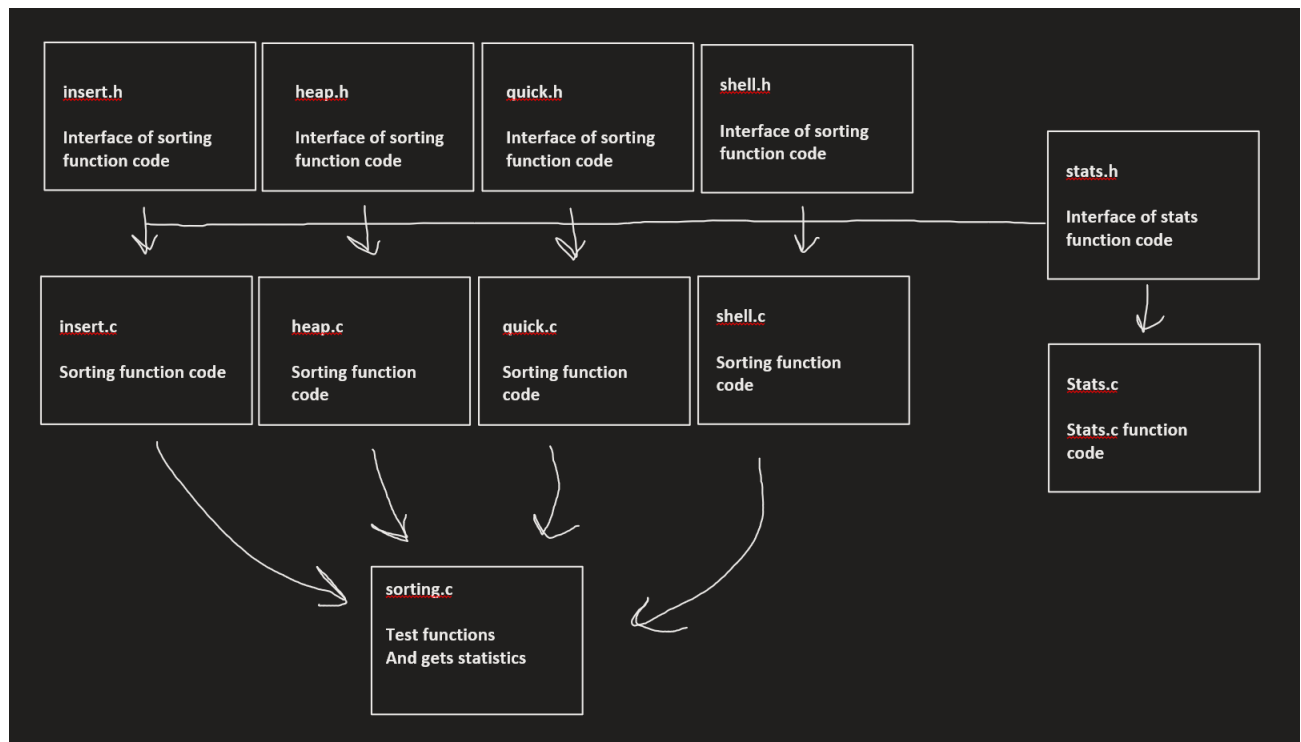 insert.h
Interface of sorting
function code
heap.h
Interface of sorting
function code
quick.h
Interface of sorting
function code
shell.h
Interface of sorting
function code
stats.h
Interface of stats
function code
insert.c
Sorting function code
heap.c
Sorting function
code
quick.c
Sorting function
code
shell.c
Sorting function
code
Stats.c
Stats.c function
code
sorting.c
Test functions
And gets statistics